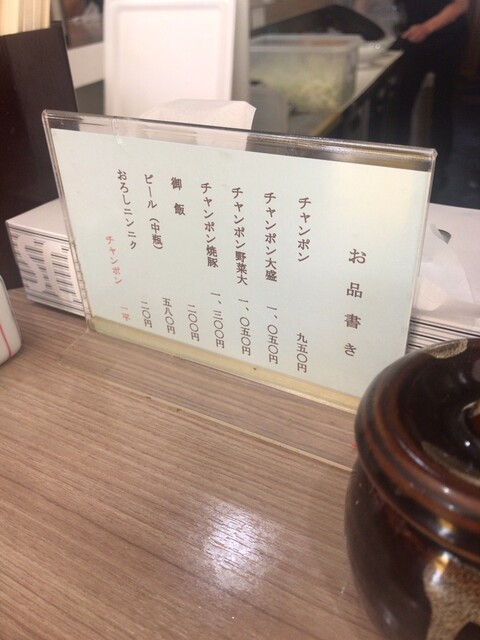 お品書き
チャンポン 九五〇円
チャンポン大盛 一、〇五〇円
チャンポン野菜大 一、〇五〇円
チャンポン焼豚 一、三〇〇円
御飯 二〇〇円
ビール（中瓶） 五八〇円
おろしニンニク 二〇円
チャンポン 一平